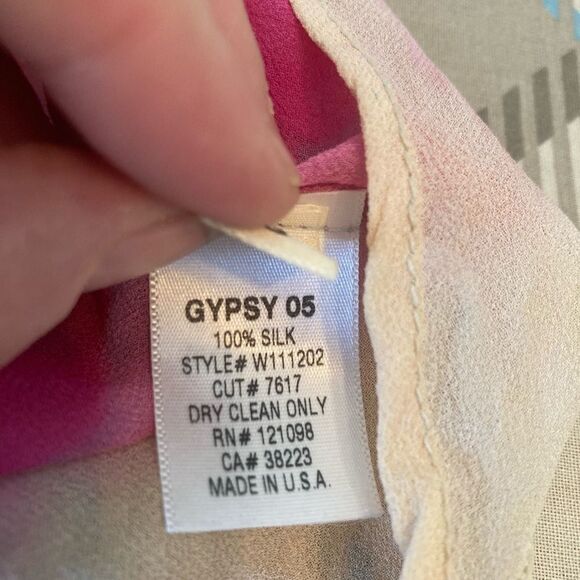 GYPSY 05
100% SILK
STYLE# W111202
CUT# 7617
DRY CLEAN ONLY
RN# 121098
CA# 38223
MADE IN U.S.A.